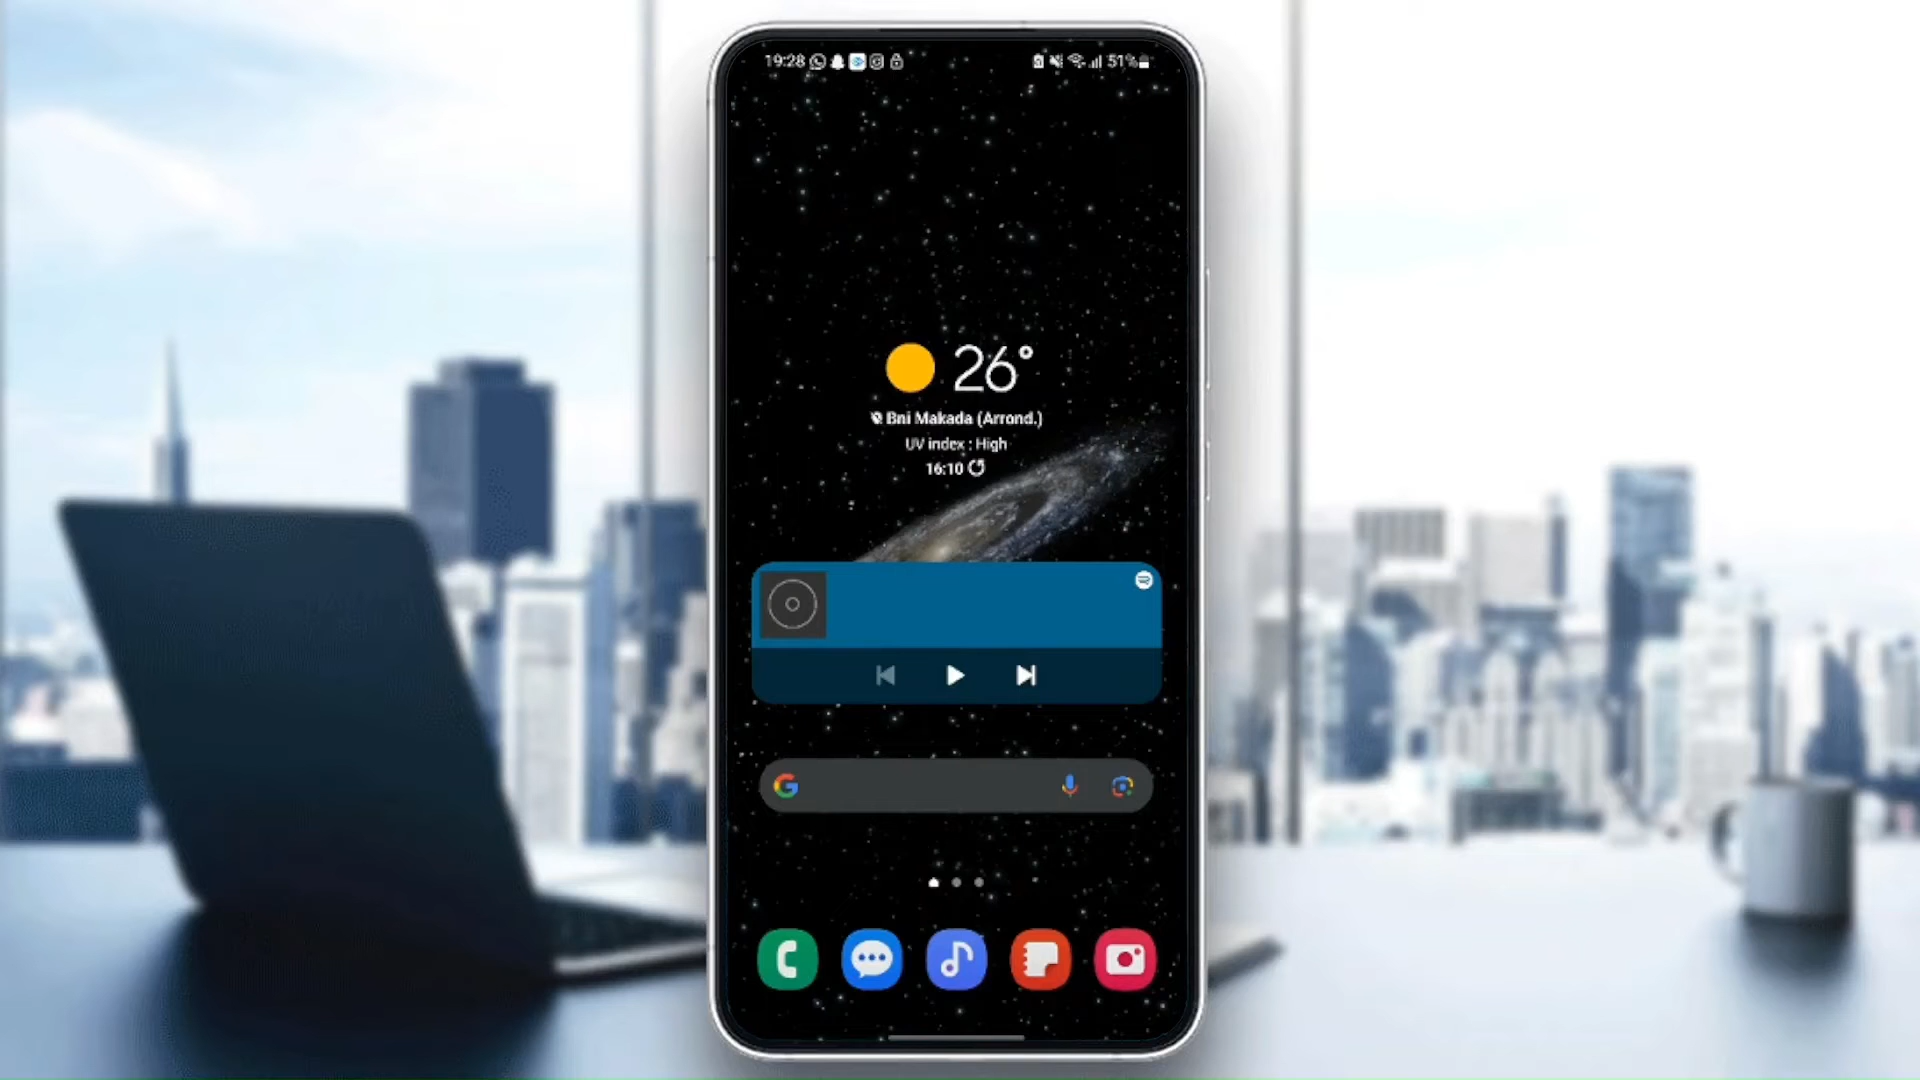 19:28
51%
26°
Bni Makada (Arrond.)
UV index : High
16:10